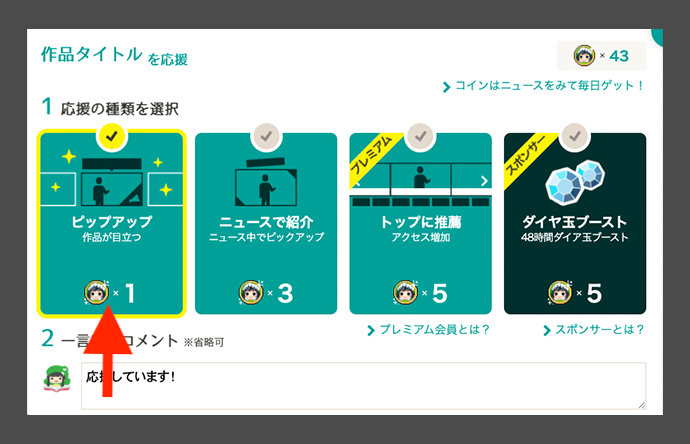 作品タイトル を応援
× 43
コインはニュースをみて毎日ゲット！
1 応援の種類を選択
ピップアップ
作品が目立つ
× 1
ニュースで紹介
ニュース中でピックアップ
× 3
プレミアム
トップに推薦
アクセス増加
× 5
スポンサー
ダイヤ玉ブースト
48時間ダイア玉ブースト
× 5
プレミアム会員とは？
スポンサーとは？
2 一言 コメント ※省略可
応援しています！